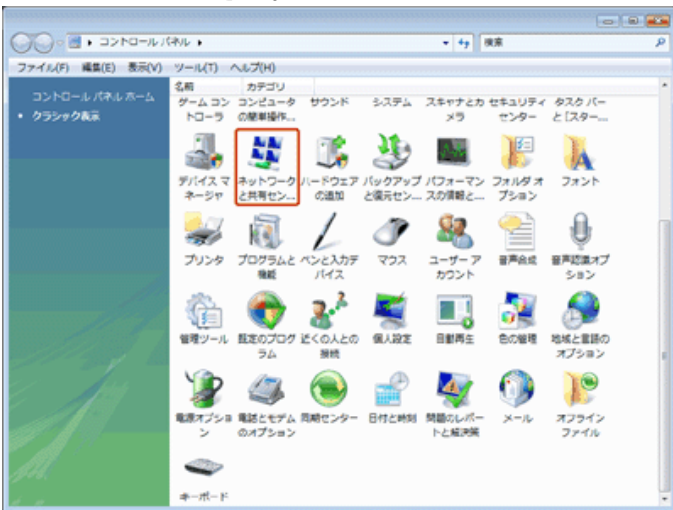 コントロール パネル
検索
ファイル(F) 編集(E) 表示(V) ツール(T) ヘルプ(H)
コントロール パネル ホーム
クラシック表示
名前 カテゴリ
ゲーム コン
トローラ
コンピュータ
の簡単操作...
サウンド
システム
スキャナとカ
メラ
セキュリティ
センター
タスク バー
と [スター...
デバイス マ
ネージャ
ネットワーク
と共有セン...
ハードウェア
の追加
バックアップ
と復元セン...
パフォーマン
スの情報と...
フォルダ オ
プション
フォント
プリンタ
プログラムと
機能
ペンと入力デ
バイス
マウス
ユーザー ア
カウント
音声合成
音声認識オプ
ション
管理ツール
既定のプログ
ラム
近くの人との
接続
個人設定
自動再生
色の管理
地域と言語の
オプション
電源オプショ
ン
電話とモデム
のオプション
同期センター
日付と時刻
問題のレポー
トと解決策
メール
オフライン
ファイル
キーボード